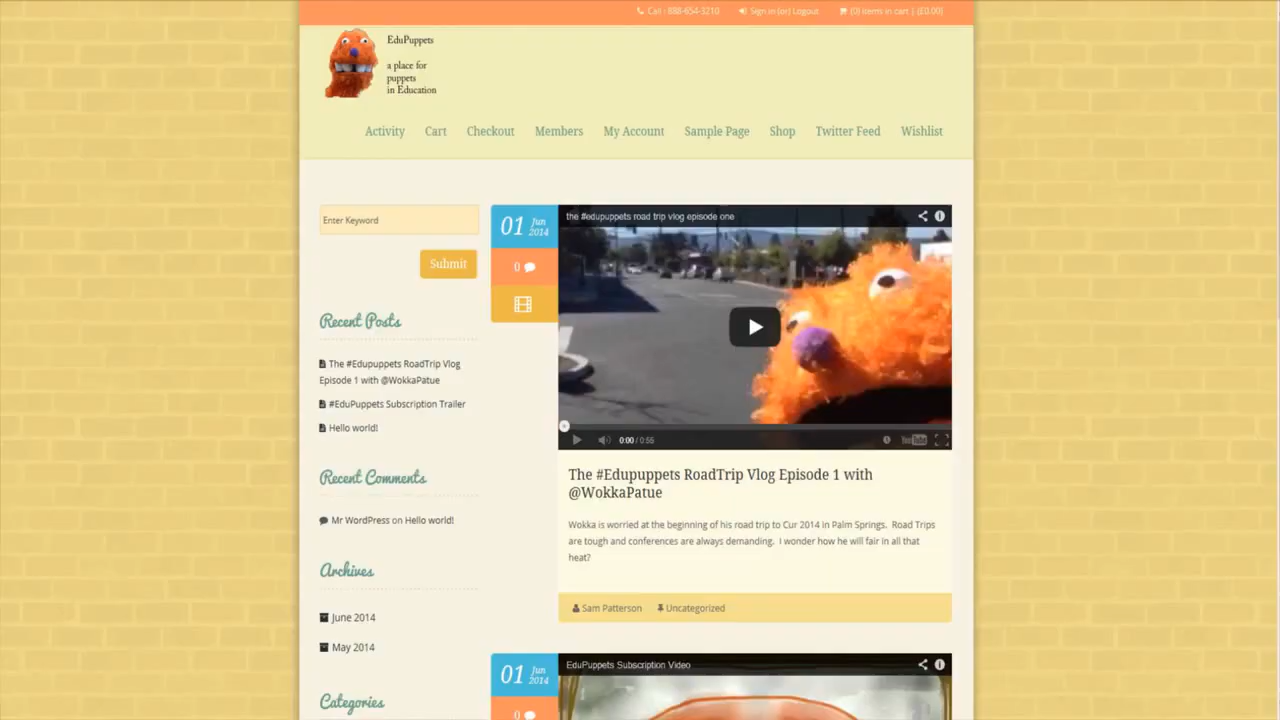 Call : 888-654-3210
Sign In (or) Logout
(0) items in cart | (£0.00)
EduPuppets
a place for
puppets
in Education
Activity
Cart
Checkout
Members
My Account
Sample Page
Shop
Twitter Feed
Wishlist
Enter Keyword
Submit
Recent Posts
The #Edupuppets RoadTrip Vlog
Episode 1 with @WokkaPatue
#EduPuppets Subscription Trailer
Hello world!
Recent Comments
Mr WordPress on Hello world!
Archives
June 2014
May 2014
Categories
01 Jun 2014
0
the #edupuppets road trip vlog episode one
0:00 / 0:55
YouTube
The #Edupuppets RoadTrip Vlog Episode 1 with
@WokkaPatue
Wokka is worried at the beginning of his road trip to Cur 2014 in Palm Springs. Road Trips
are tough and conferences are always demanding. I wonder how he will fair in all that
heat?
Sam Patterson
Uncategorized
01 Jun 2014
0
EduPuppets Subscription Video